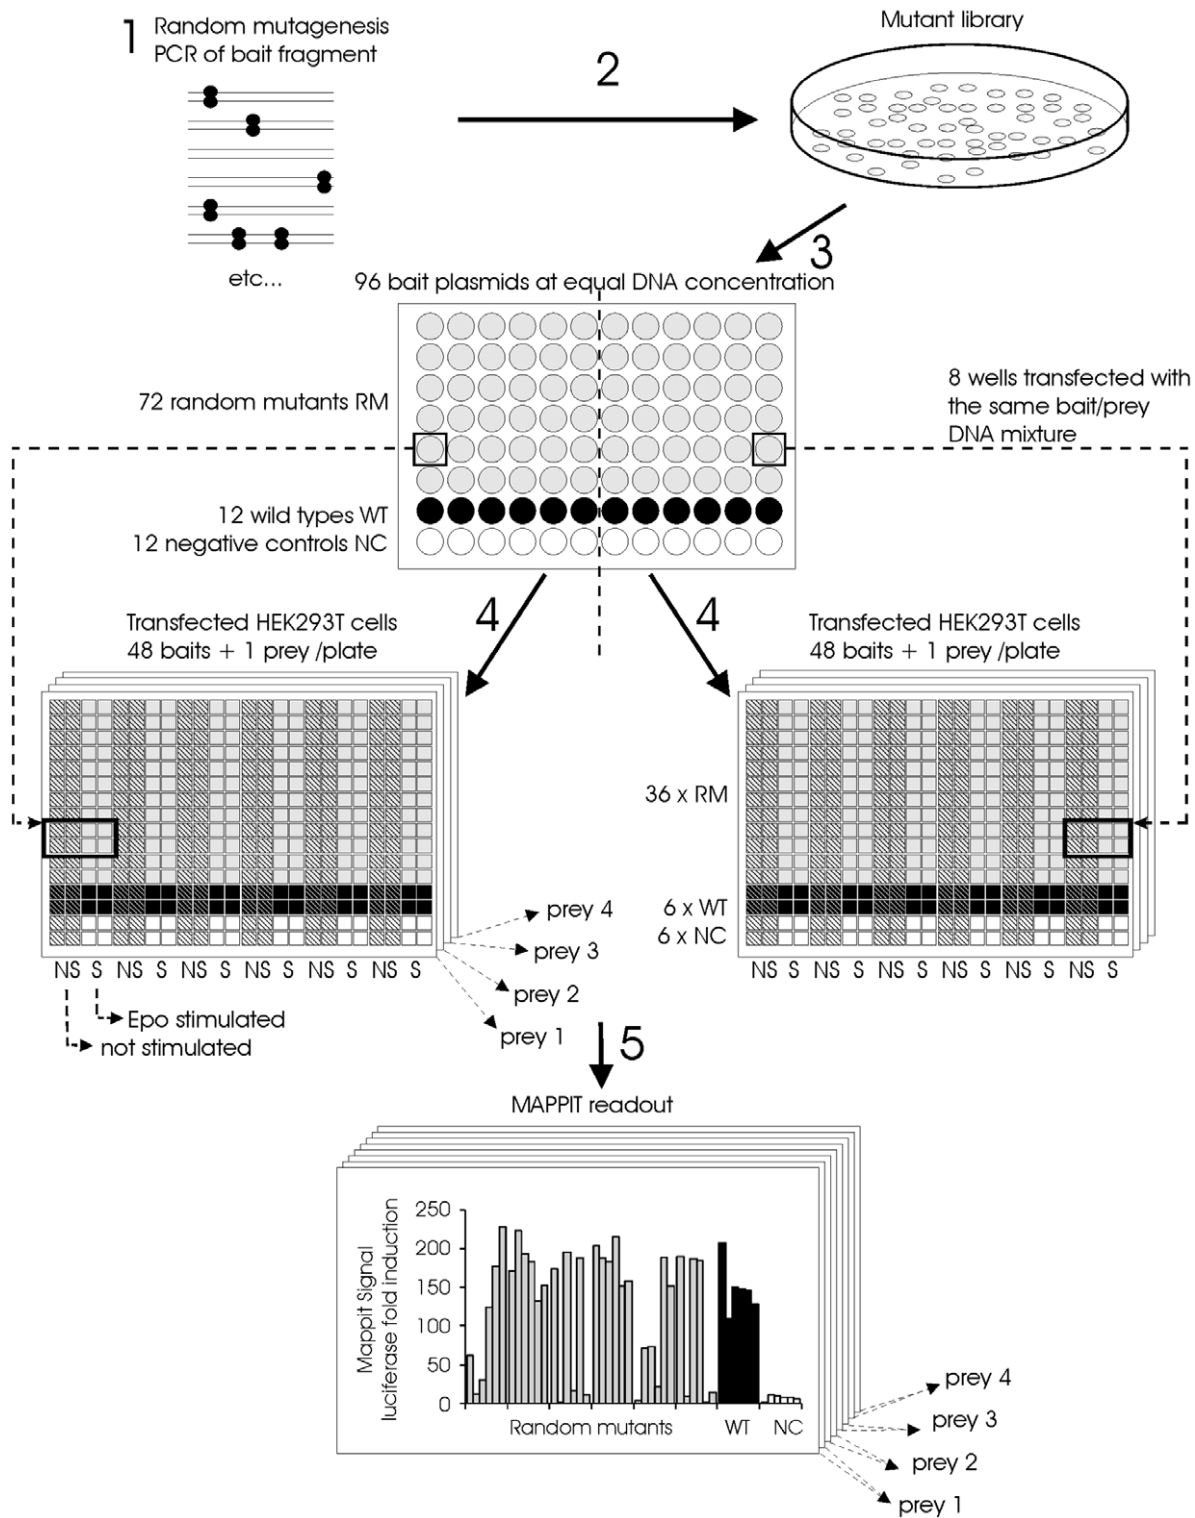 1
Random mutagenesis
PCR of bait fragment
etc...
2
Mutant library
3
96 bait plasmids at equal DNA concentration
72 random mutants RM
12 wild types WT
12 negative controls NC
8 wells transfected with
the same bait/prey
DNA mixture
4
4
Transfected HEK293T cells
48 baits + 1 prey /plate
Transfected HEK293T cells
48 baits + 1 prey /plate
36 x RM
6 x WT
6 x NC
NS S NS S NS S NS S NS S NS S
NS S NS S NS S NS S NS S NS S
Epo stimulated
not stimulated
prey 4
prey 3
prey 2
prey 1
5
MAPPIT readout
Mappit Signal
luciferase fold induction
250
200
150
100
50
0
Random mutants
WT
NC
prey 4
prey 3
prey 2
prey 1